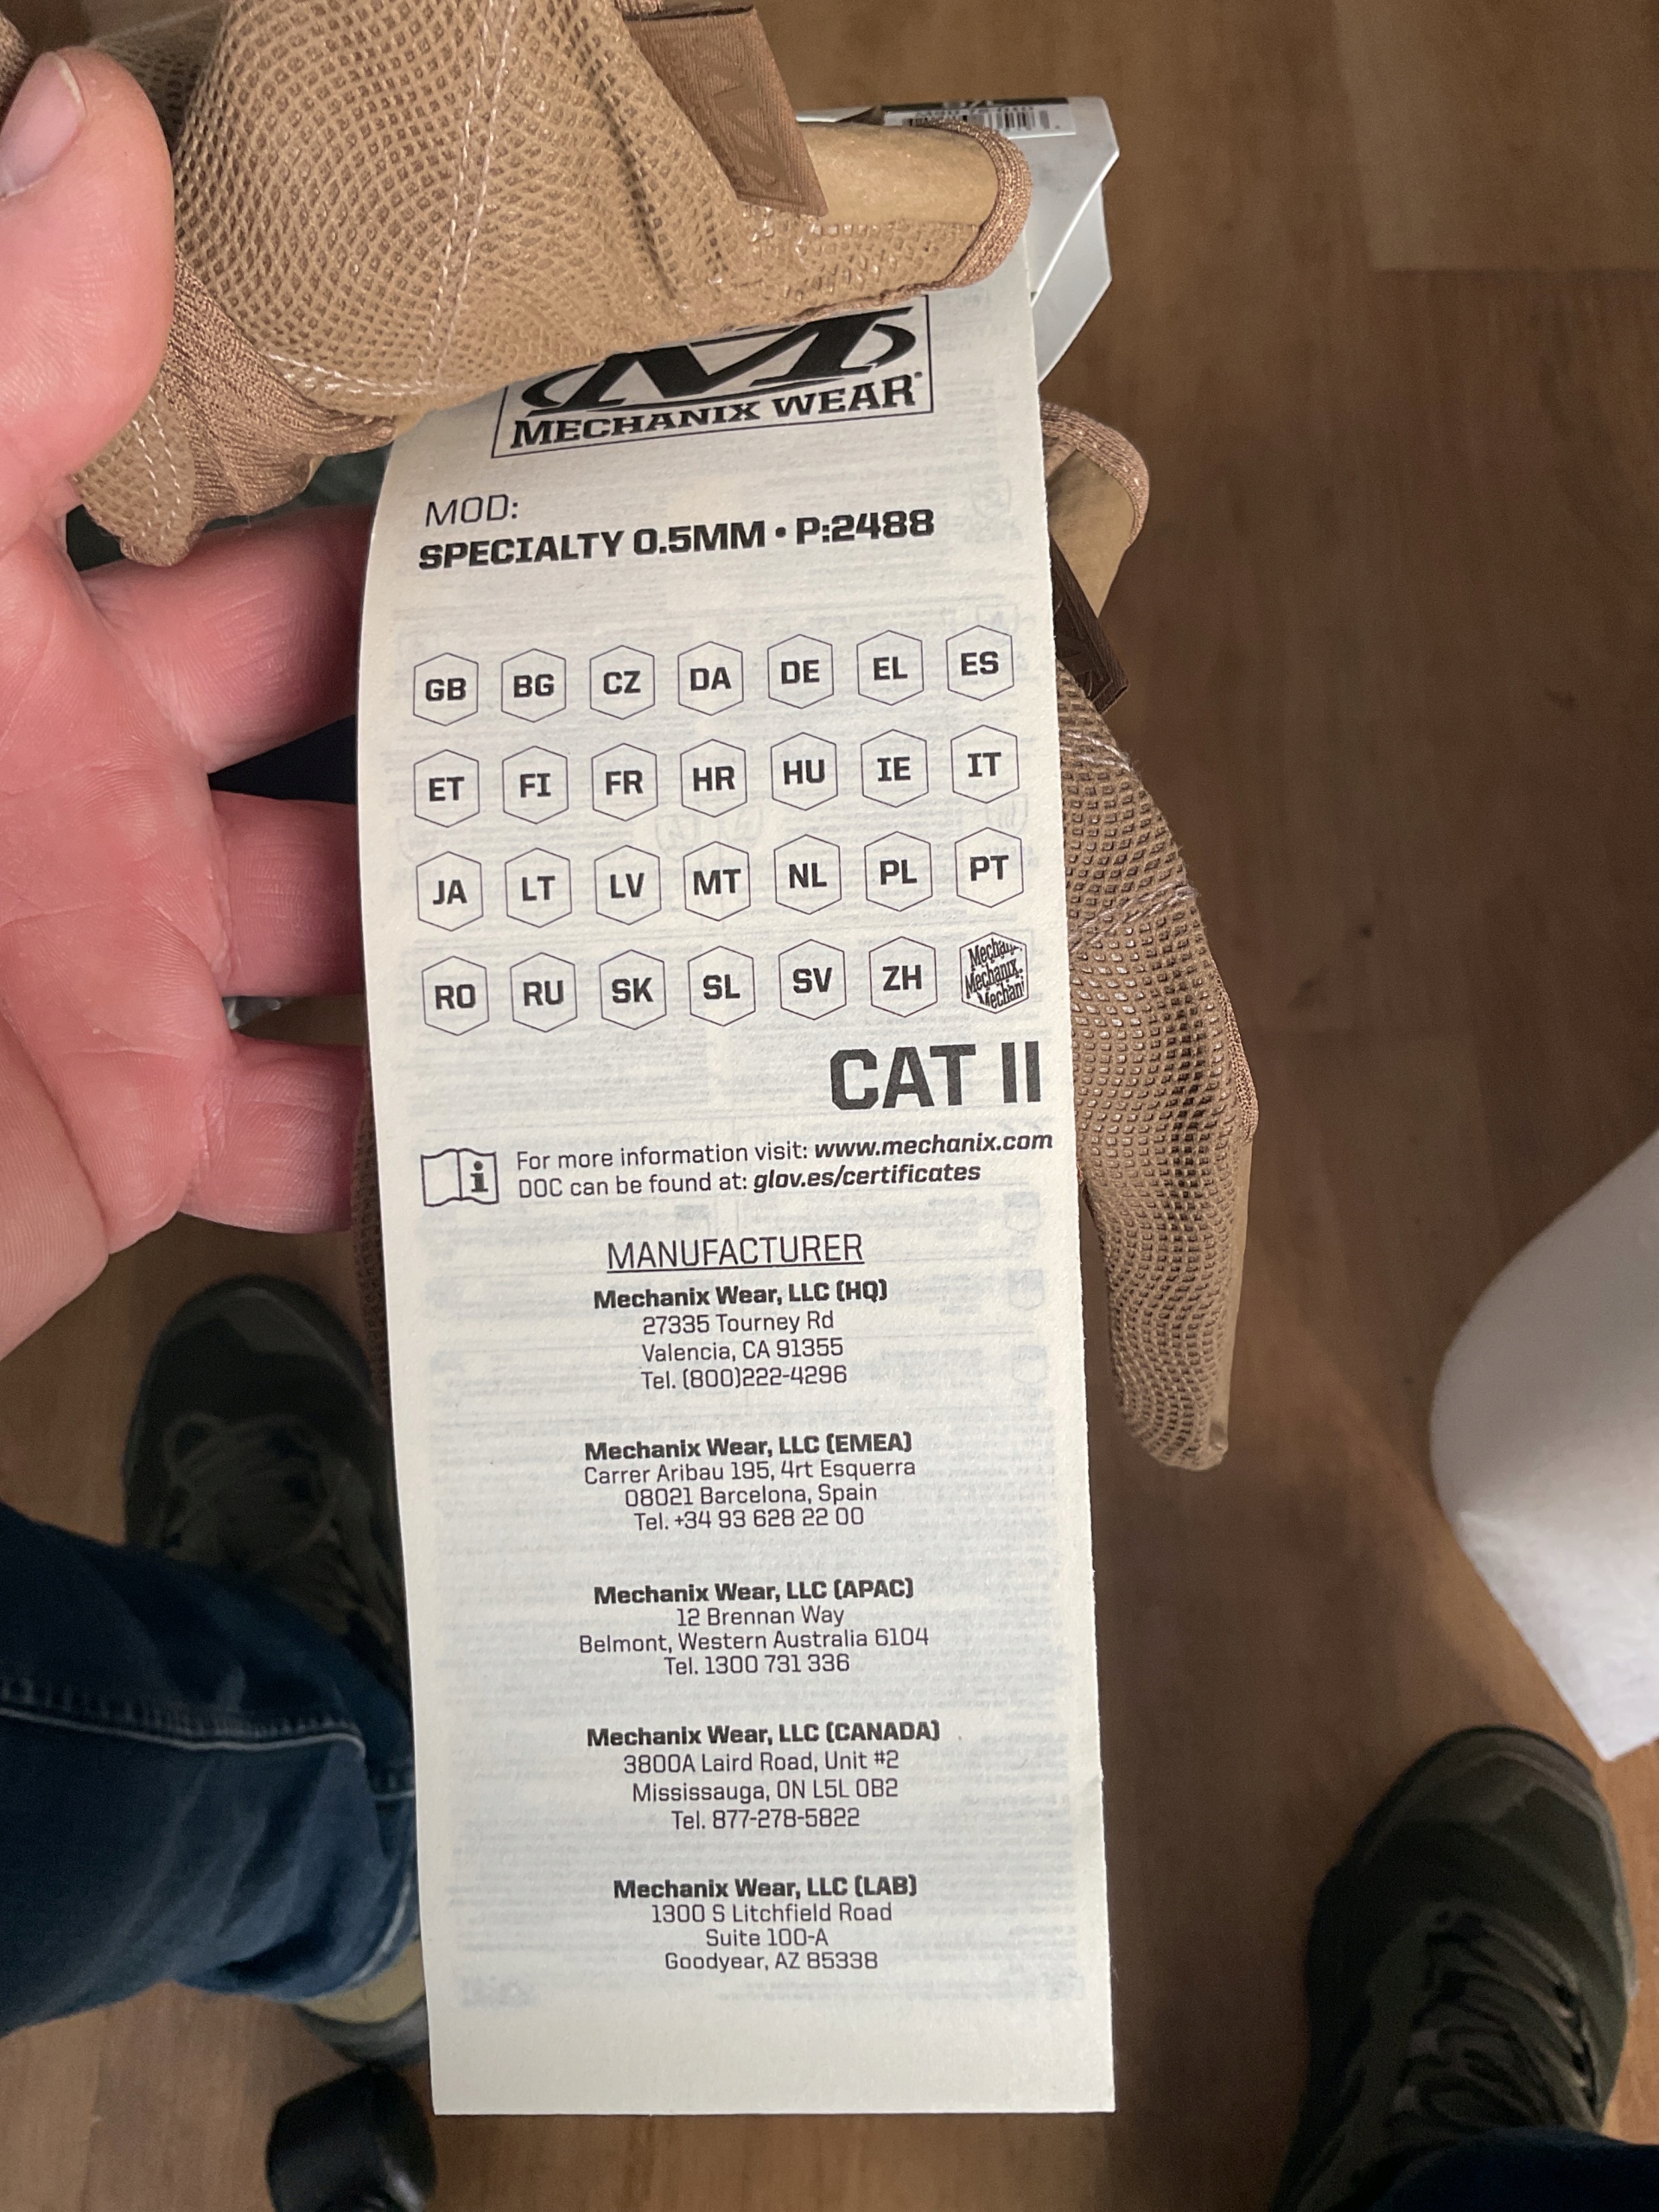 MECHANIX WEAR®
MOD:
SPECIALTY 0.5MM • P:2488
GB BG CZ DA DE EL ES
ET FI FR HR HU IE IT
JA LT LV MT NL PL PT
RO RU SK SL SV ZH
CAT II
For more information visit: www.mechanix.com
DOC can be found at: glov.es/certificates
MANUFACTURER
Mechanix Wear, LLC (HQ)
27335 Tourney Rd
Valencia, CA 91355
Tel. (800)222-4296
Mechanix Wear, LLC (EMEA)
Carrer Aribau 195, 4rt Esquerra
08021 Barcelona, Spain
Tel. +34 93 628 22 00
Mechanix Wear, LLC (APAC)
12 Brennan Way
Belmont, Western Australia 6104
Tel. 1300 731 336
Mechanix Wear, LLC (CANADA)
3800A Laird Road, Unit #2
Mississauga, ON L5L 0B2
Tel. 877-278-5822
Mechanix Wear, LLC (LAB)
1300 S Litchfield Road
Suite 100-A
Goodyear, AZ 85338